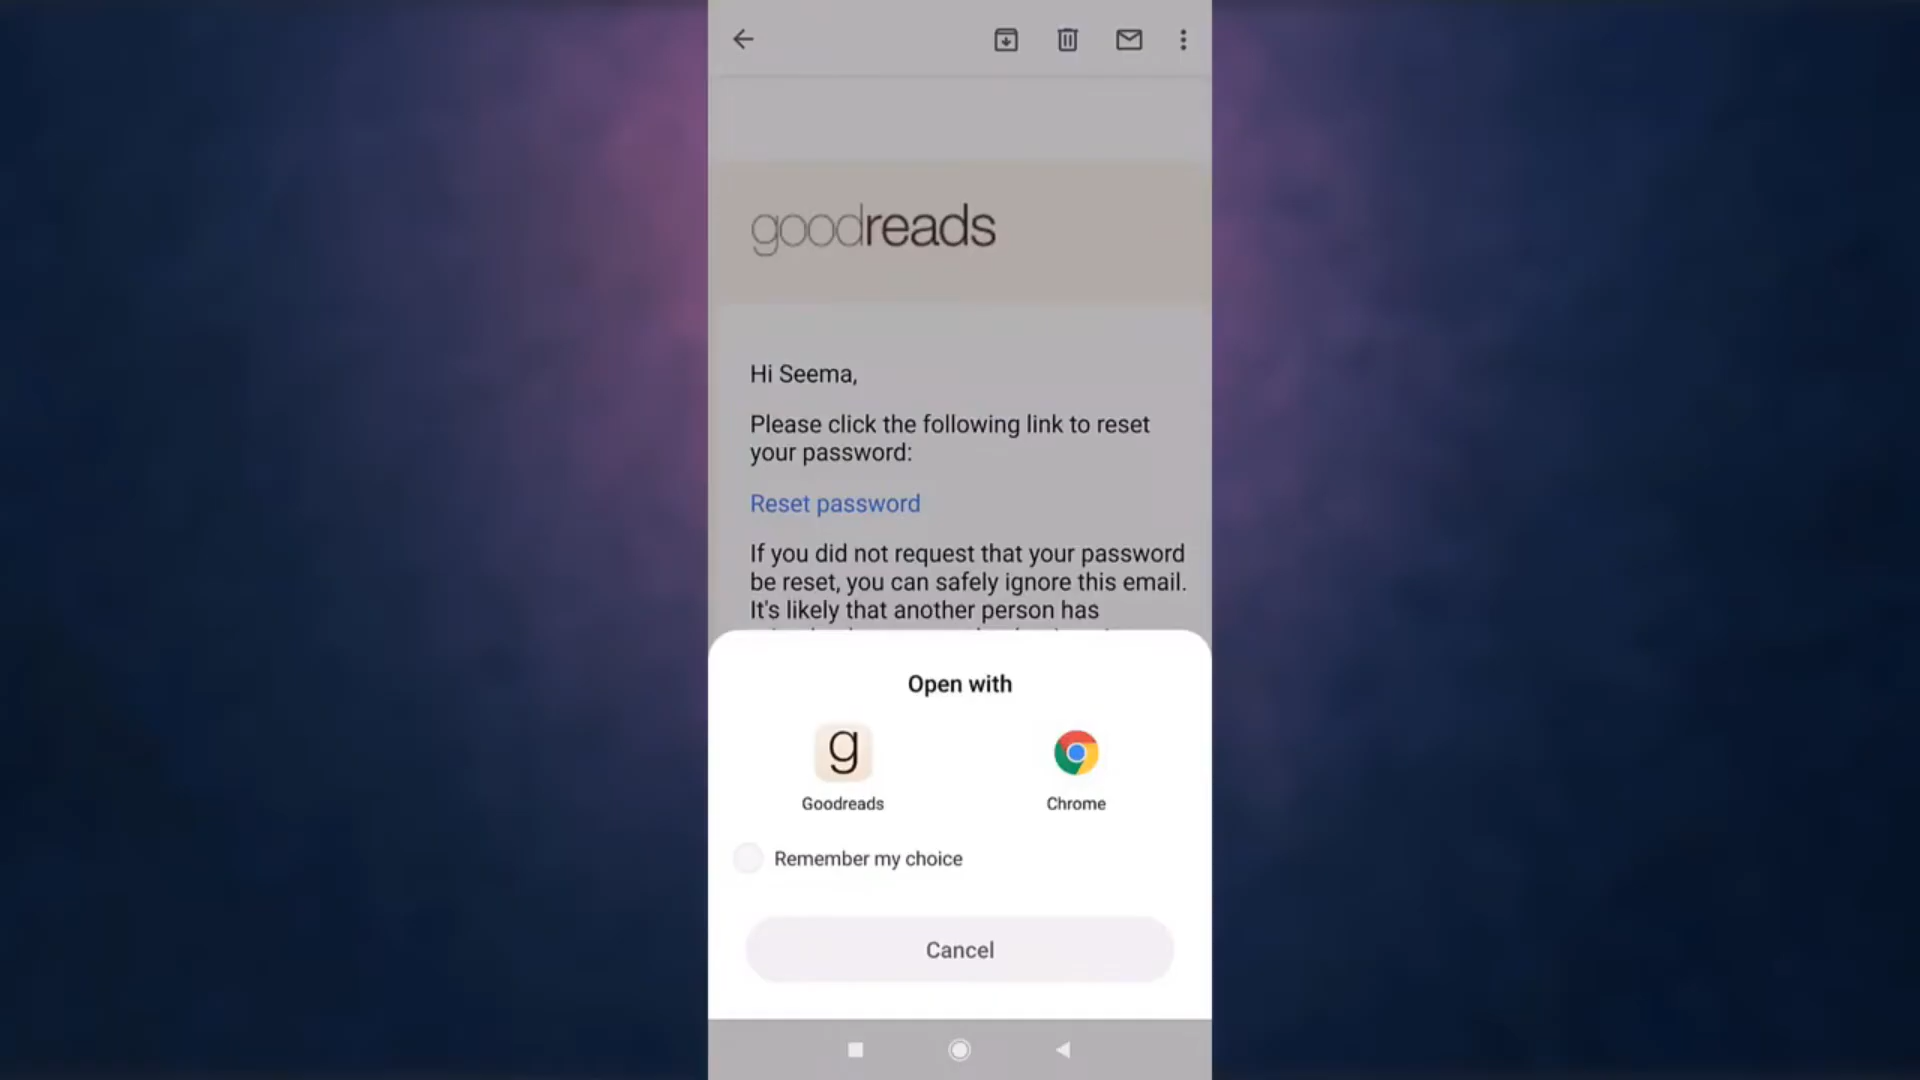 goodreads
Hi Seema,
Please click the following link to reset
your password:
Reset password
If you did not request that your password
be reset, you can safely ignore this email.
It's likely that another person has
Open with
g
Goodreads
Chrome
Remember my choice
Cancel